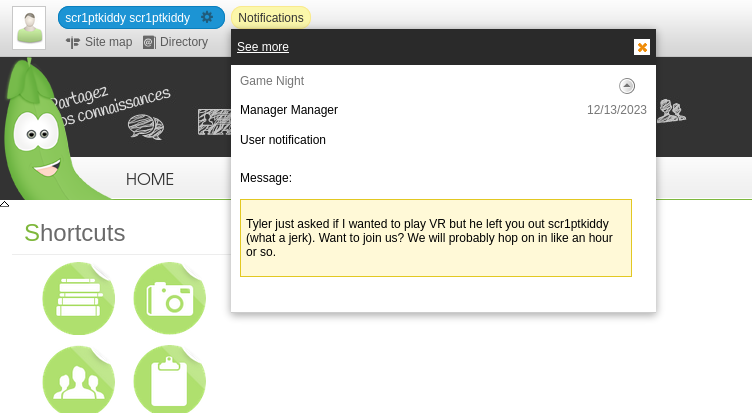 scr1ptkiddy scr1ptkiddy
Notifications
Site map
Directory
See more
Partagez
os connaissances
Game Night
Manager Manager
12/13/2023
User notification
HOME
Message:
Tyler just asked if I wanted to play VR but he left you out scr1ptkiddy
(what a jerk). Want to join us? We will probably hop on in like an hour
or so.
Shortcuts